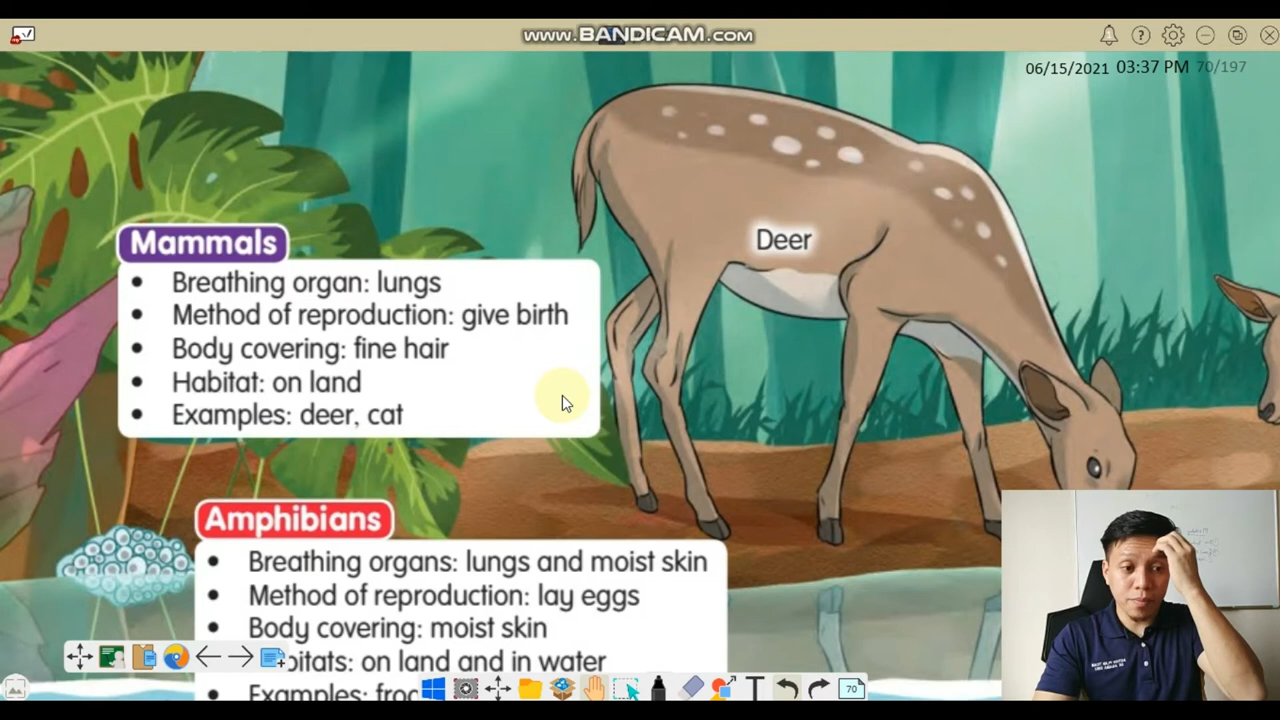 www.BANDICAM.com
06/15/2021 03:37 PM 70/197
Deer
Mammals
• Breathing organ: lungs
• Method of reproduction: give birth
• Body covering: fine hair
• Habitat: on land
• Examples: deer, cat
Amphibians
• Breathing organs: lungs and moist skin
• Method of reproduction: lay eggs
• Body covering: moist skin
on land and in water
• Examples:
70